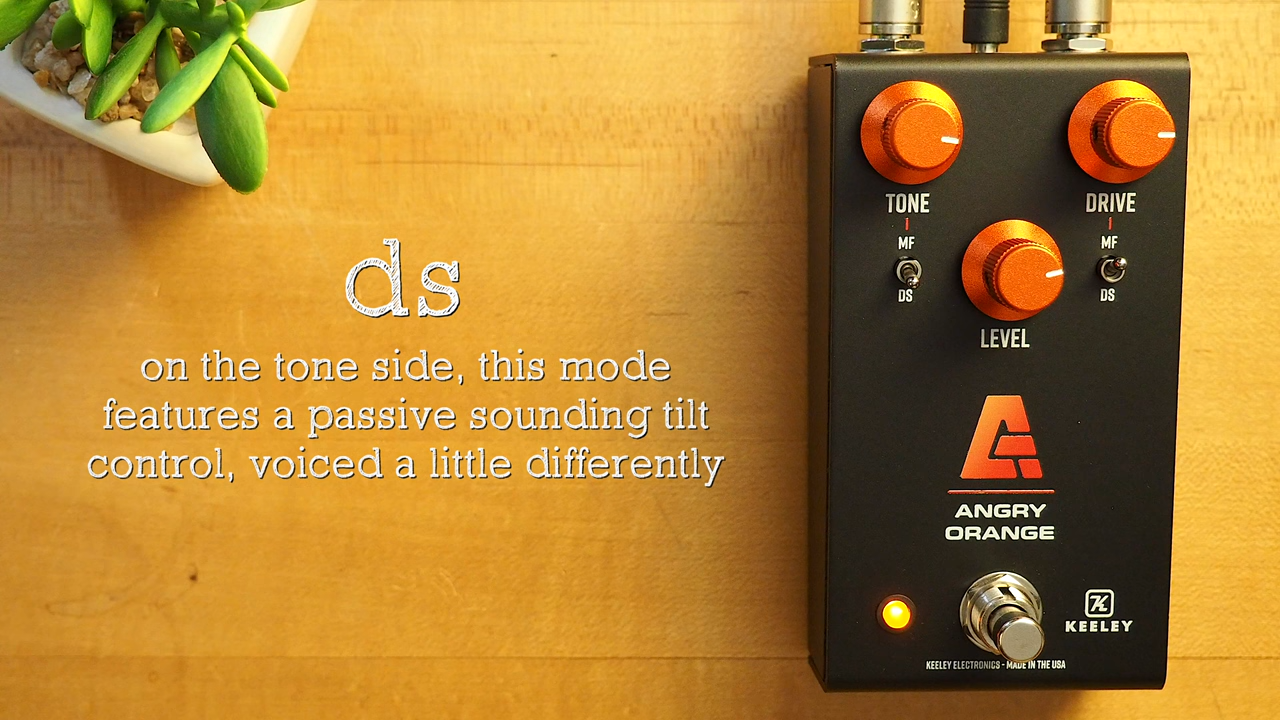 ds
on the tone side, this mode
features a passive sounding tilt
control, voiced a little differently
TONE
DRIVE
MF
MF
DS
DS
LEVEL
ANGRY
ORANGE
KEELEY
KEELEY ELECTRONICS - MADE IN THE USA